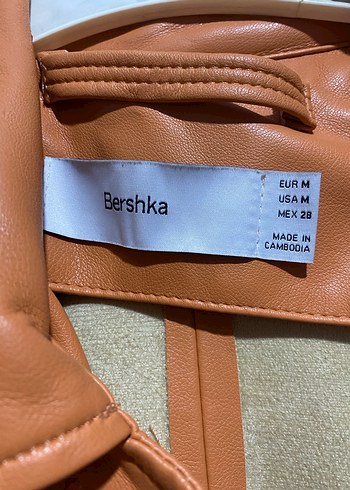 Bershka
EUR M
USA M
MEX 28
MADE IN
CAMBODIA